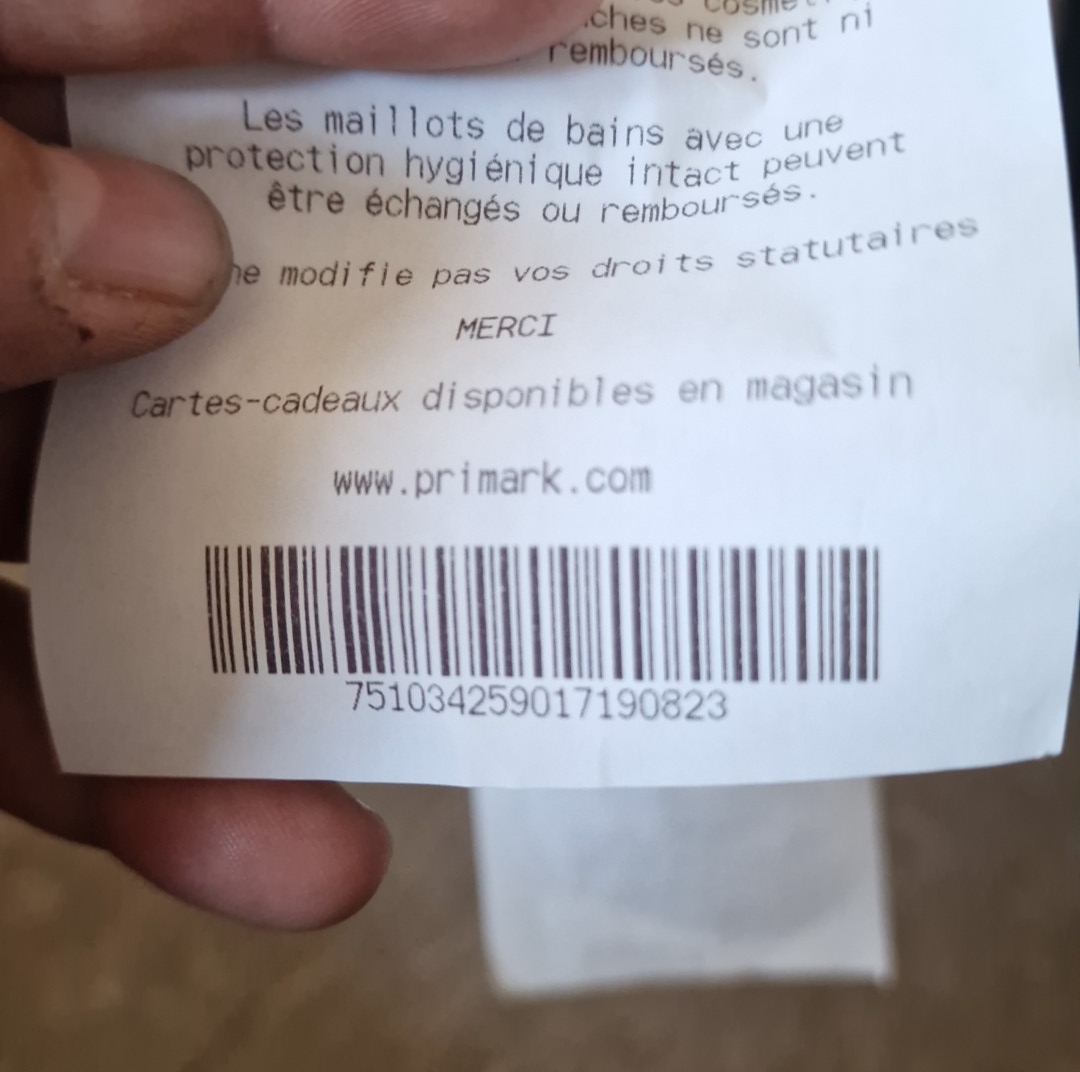 ches ne sont ni
remboursés.
Les maillots de bains avec une
protection hygiénique intact peuvent
être échangés ou remboursés.
ne modifie pas vos droits statutaires
MERCI
Cartes-cadeaux disponibles en magasin
www.primark.com
751034259017190823